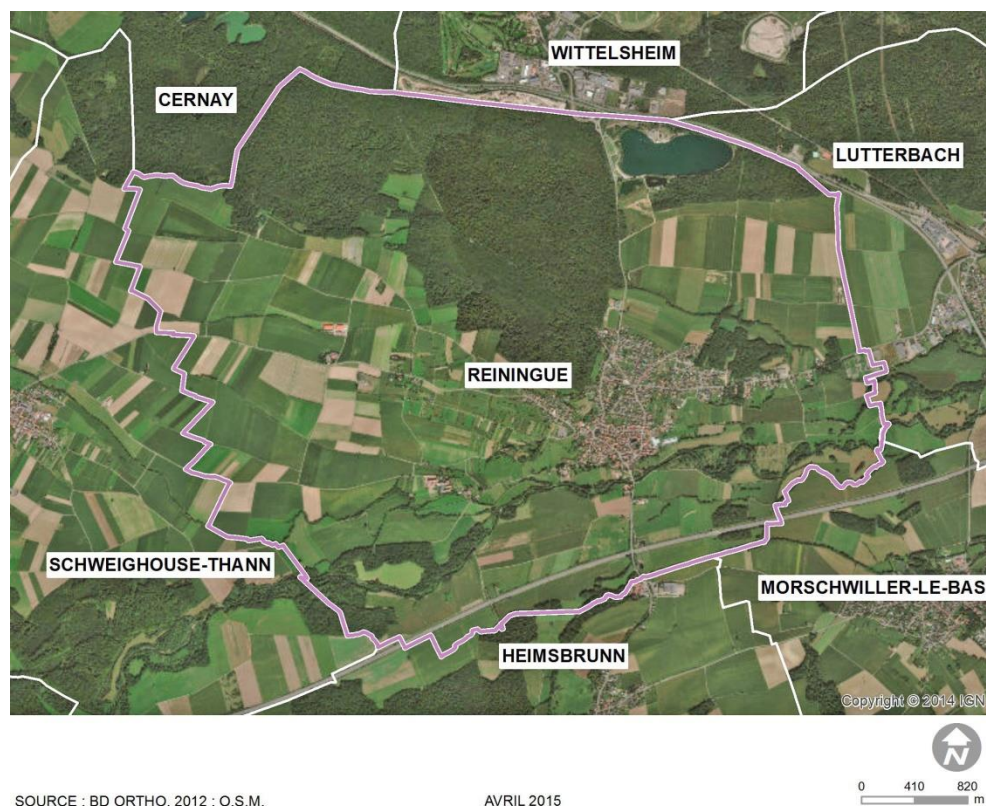 WITTELSHEIM
CERNAY
LUTTERBACH
REININGUE
SCHWEIGHOUSE-THANN
MORSCHWILLER-LE-BAS
HEIMSBRUNN
Copyright © 2014 IGN
N
0 410 820
m
SOURCE : BD ORTHO, 2012 ; O.S.M. AVRIL 2015